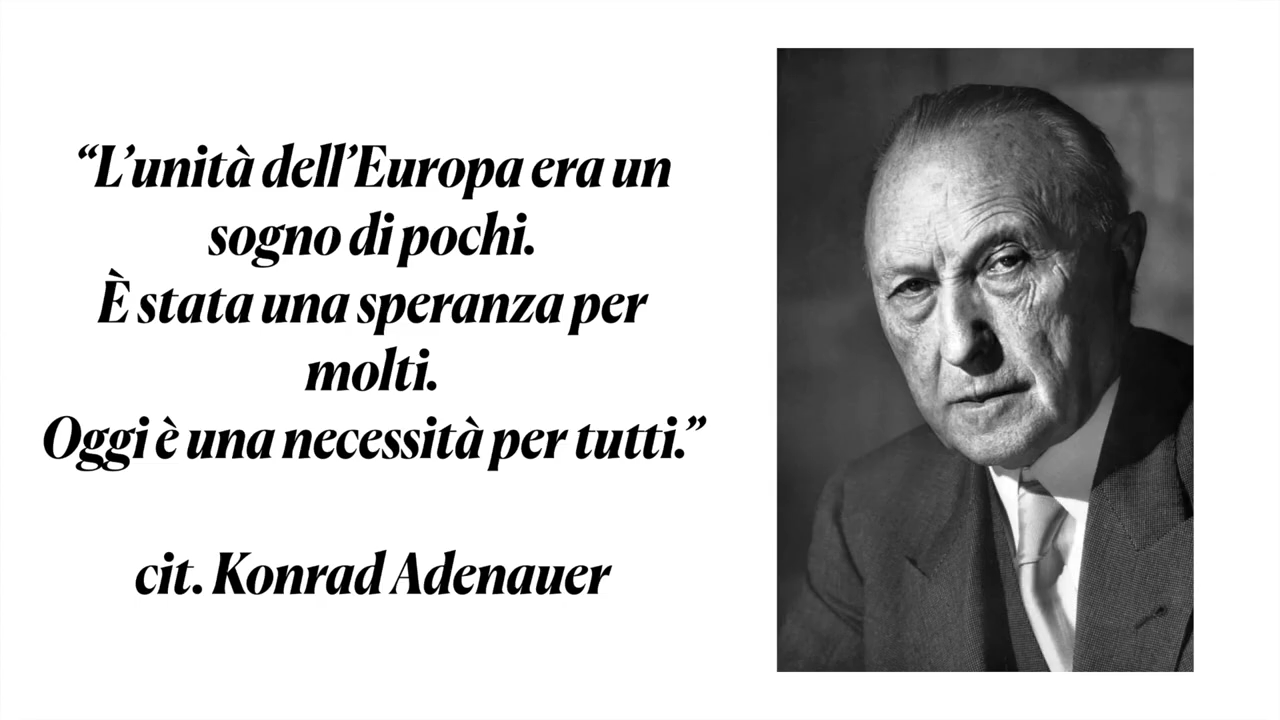 “L’unità dell’Europa era un
sogno di pochi.
È stata una speranza per
molti.
Oggi è una necessità per tutti.”
cit. Konrad Adenauer